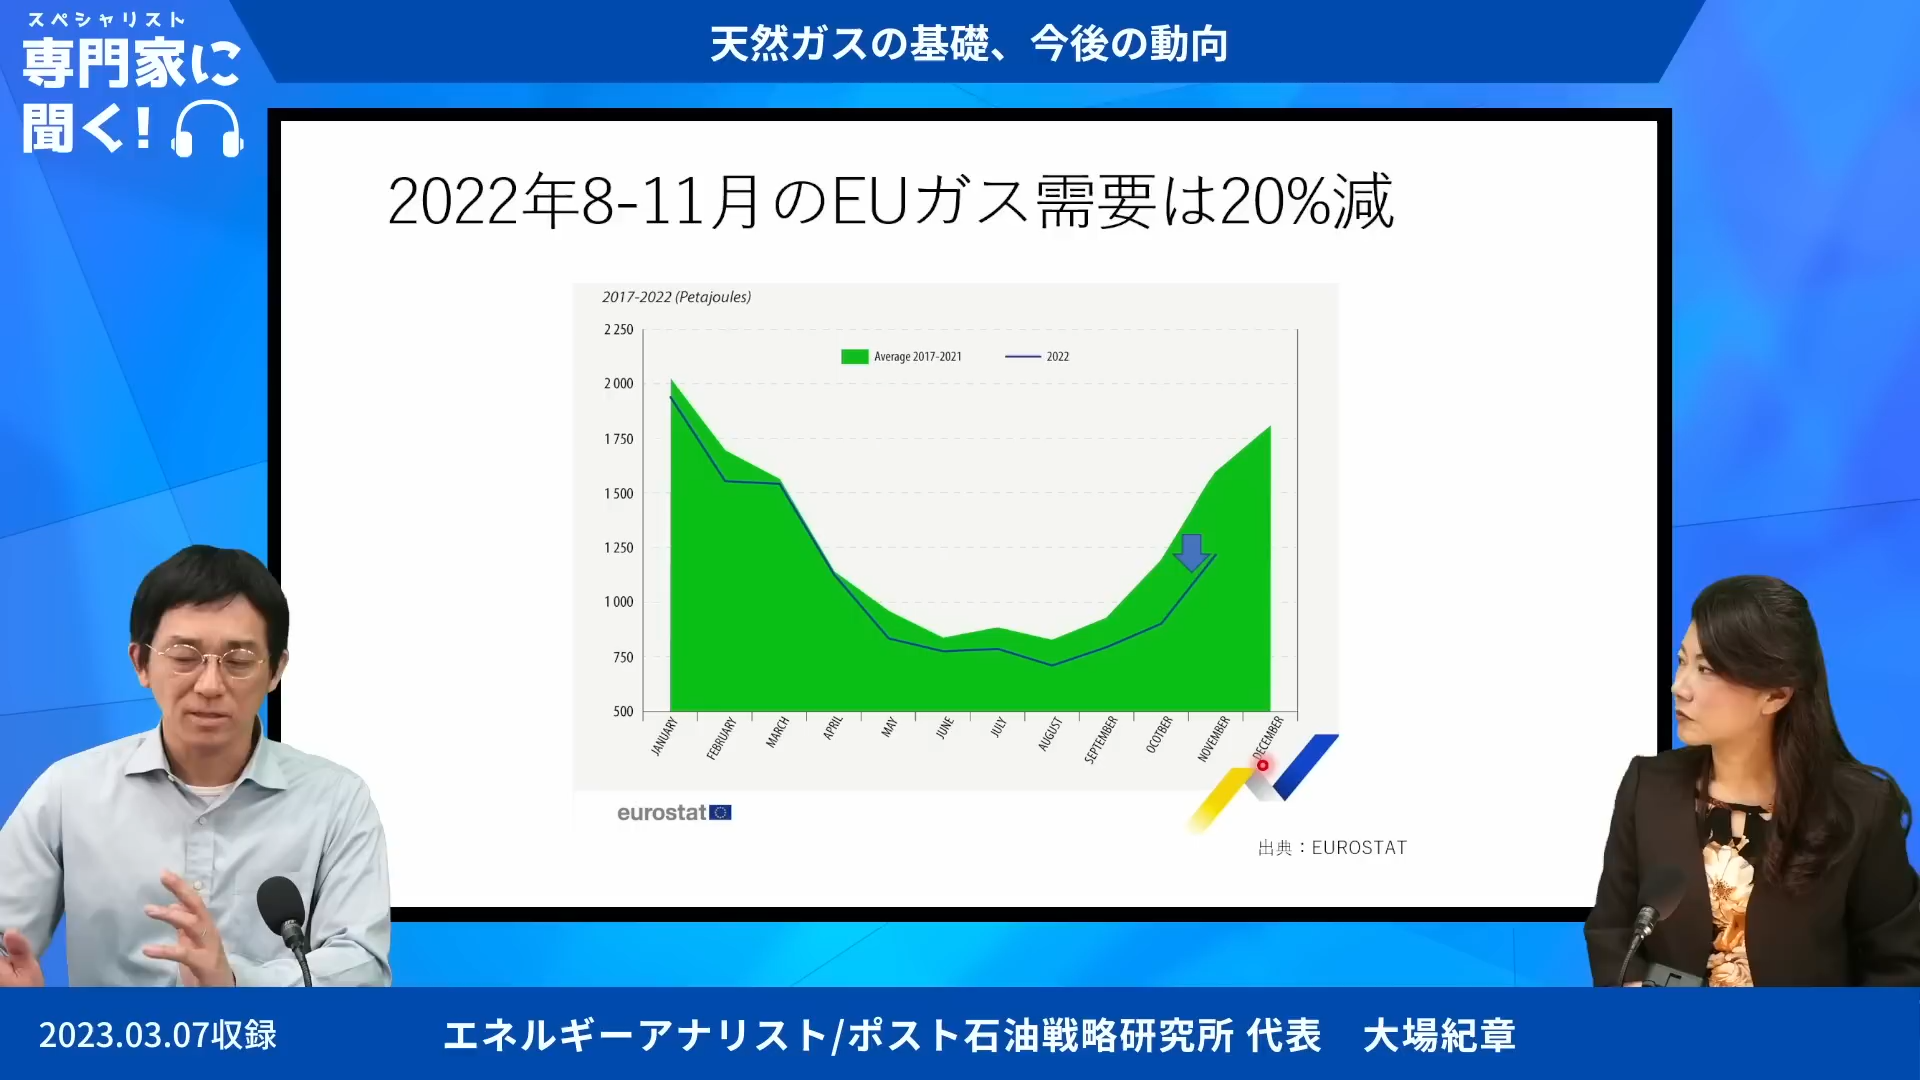 スペシャリスト
専門家に
聞く!
天然ガスの基礎、今後の動向
2022年8-11月のEUガス需要は20%減
2017-2022 (Petajoules)
Average 2017-2021
2022
2 250
2 000
1 750
1 500
1 250
1 000
750
500
JANUARY
FEBRUARY
MARCH
APRIL
MAY
JUNE
JULY
AUGUST
SEPTEMBER
OCOTBER
NOVEMBER
DECEMBER
eurostat
出典：EUROSTAT
2023.03.07収録
エネルギーアナリスト/ポスト石油戦略研究所 代表　大場紀章